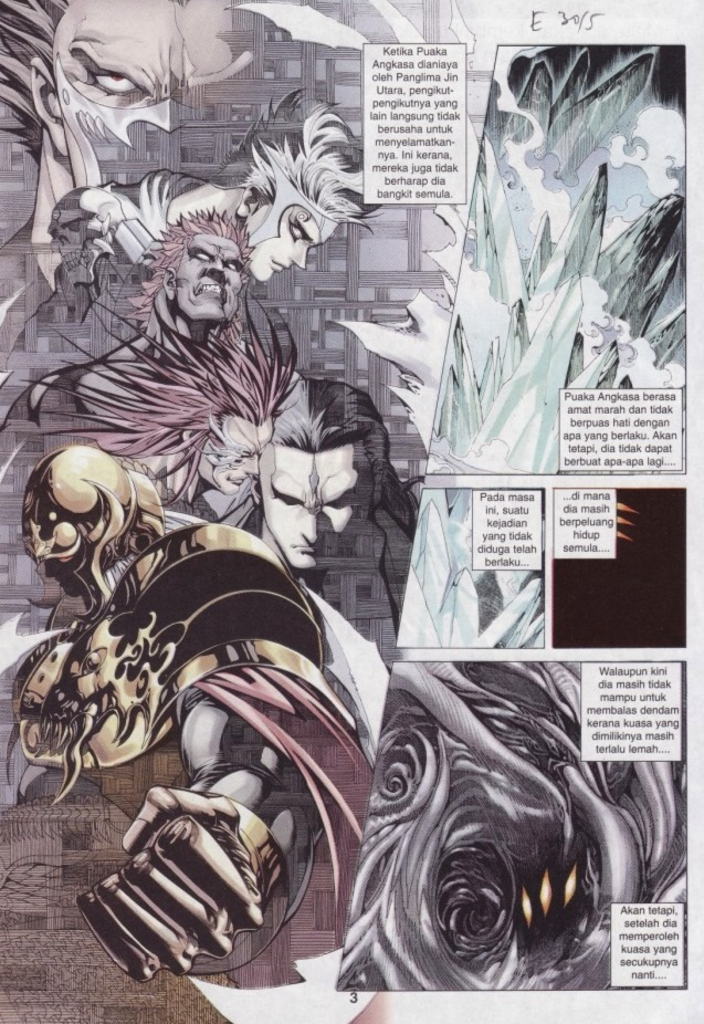 E 30/5
Ketika Puaka
Angkasa dianiaya
oleh Panglima Jin
Utara, pengikut-
pengikutnya yang
lain langsung tidak
berusaha untuk
menyelamatkan-
nya. Ini kerana,
mereka juga tidak
berharap dia
bangkit semula.
Puaka Angkasa berasa
amat marah dan tidak
berpuas hati dengan
apa yang berlaku. Akan
tetapi, dia tidak dapat
berbuat apa-apa lagi....
Pada masa
ini, suatu
kejadian
yang tidak
diduga telah
berlaku...
...di mana
dia masih
berpeluang
hidup
semula....
Walaupun kini
dia masih tidak
mampu untuk
membalas dendam
kerana kuasa yang
dimilikinya masih
terlalu lemah....
Akan tetapi,
setelah dia
memperoleh
kuasa yang
secukupnya
nanti....
3